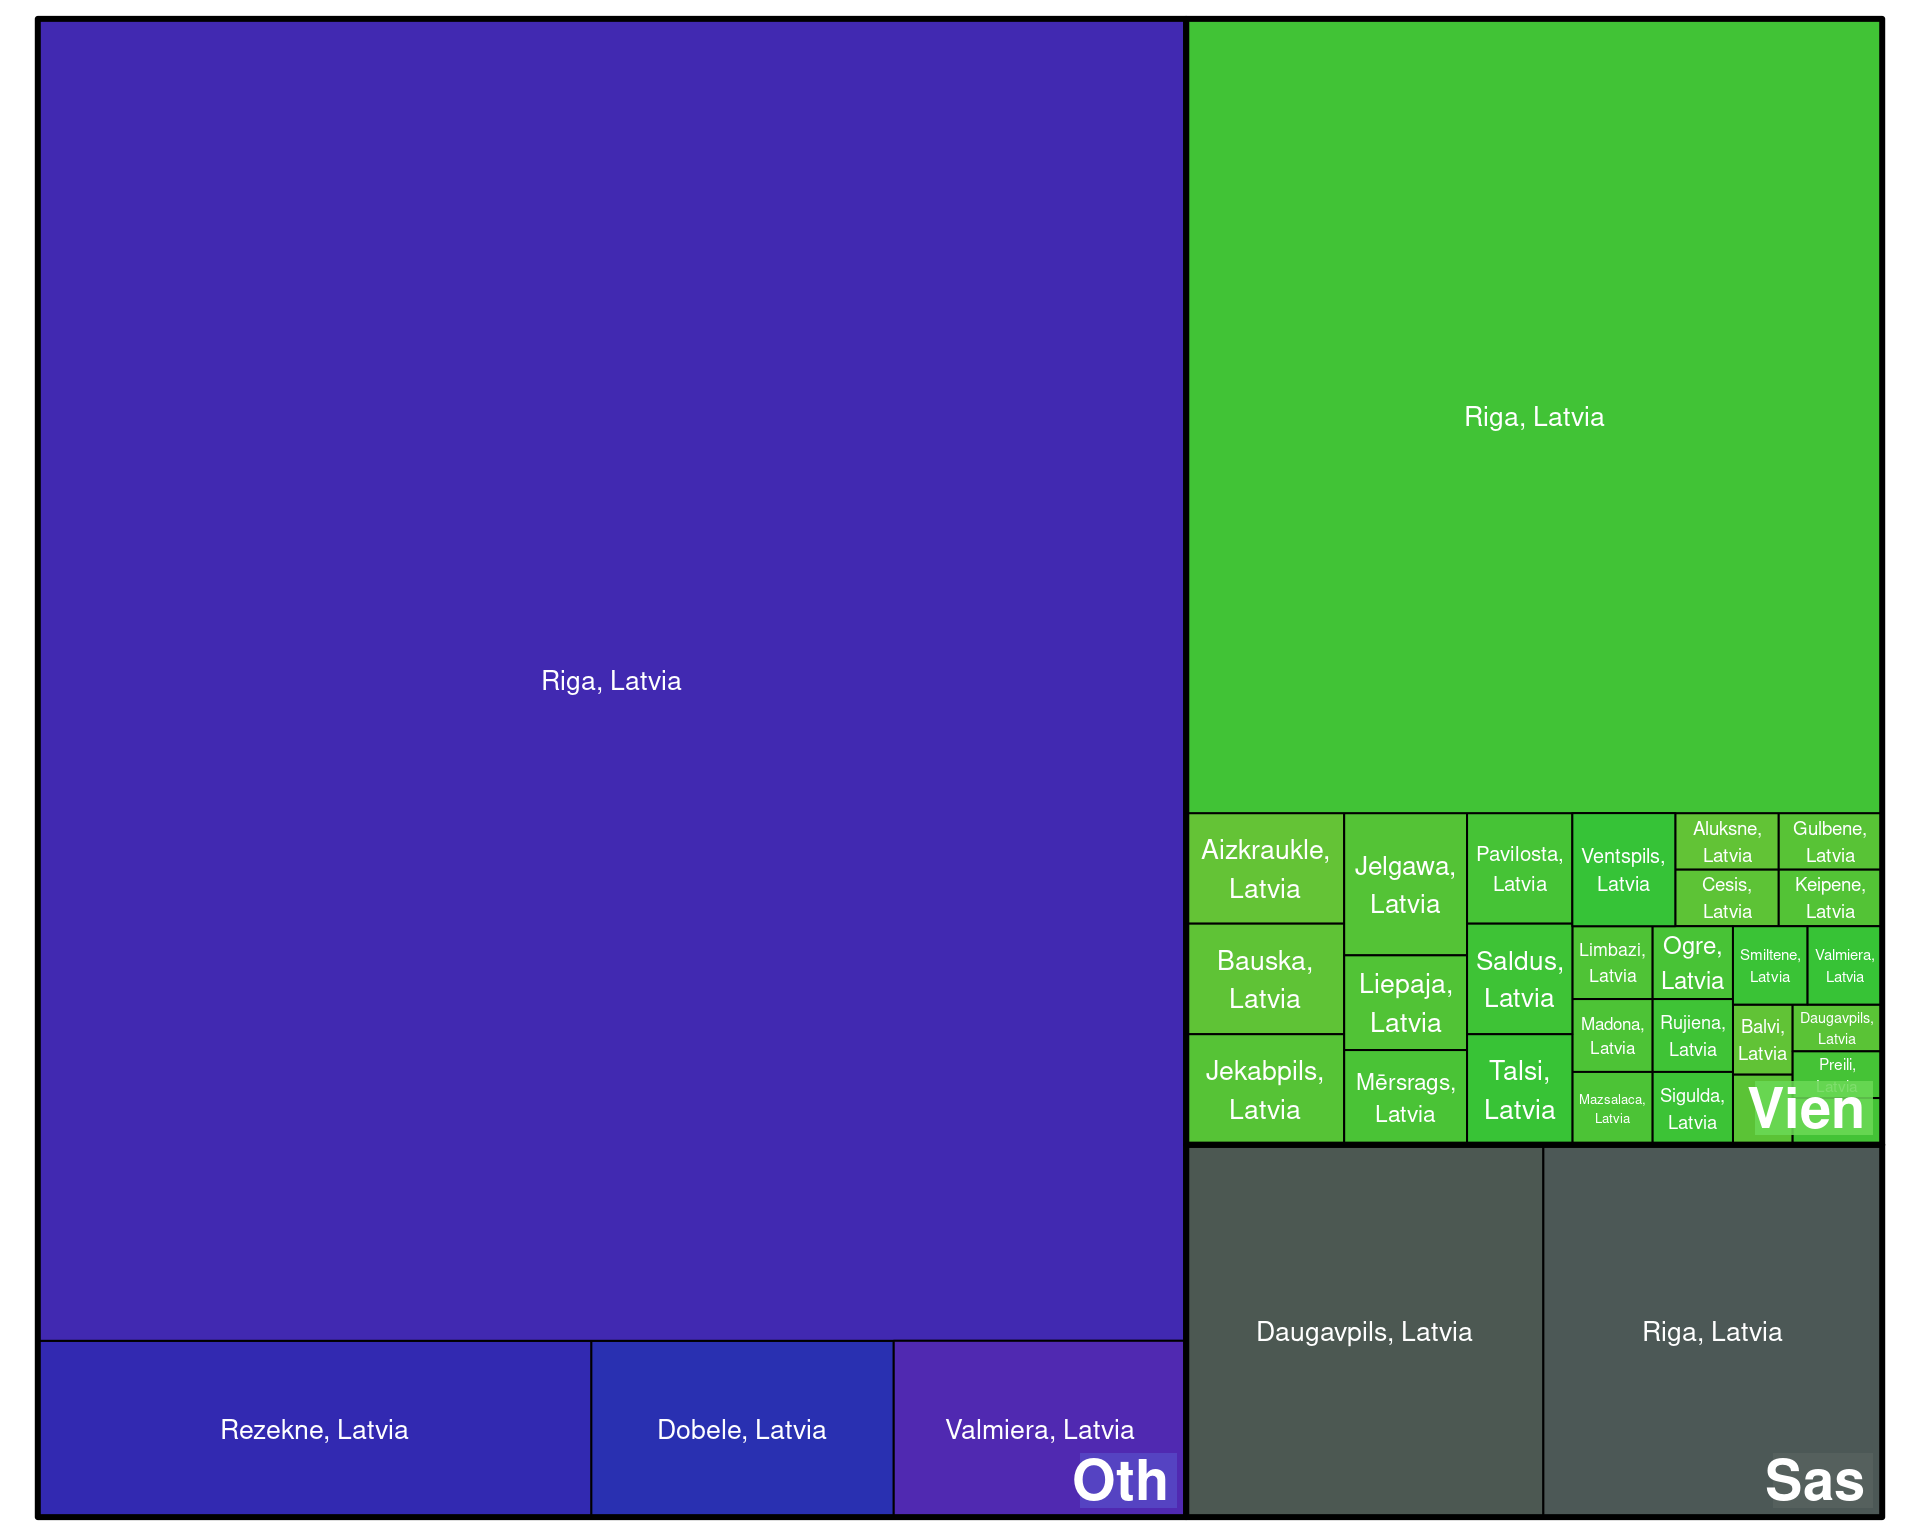 Riga, Latvia
Rezekne, Latvia
Dobele, Latvia
Valmiera, Latvia
Oth
Riga, Latvia
Aizkraukle,
Latvia
Bauska,
Latvia
Jekabpils,
Latvia
Jelgawa,
Latvia
Liepaja,
Latvia
Mērsrags,
Latvia
Pavilosta,
Latvia
Saldus,
Latvia
Talsi,
Latvia
Ventspils,
Latvia
Aluksne,
Latvia
Gulbene,
Latvia
Cesis,
Latvia
Keipene,
Latvia
Limbazi,
Latvia
Ogre,
Latvia
Madona,
Latvia
Rujiena,
Latvia
Mazsalaca,
Latvia
Sigulda,
Latvia
Smiltene,
Latvia
Valmiera,
Latvia
Balvi,
Latvia
Daugavpils,
Latvia
Preili,
Latvia
Vien
Daugavpils, Latvia
Riga, Latvia
Sas